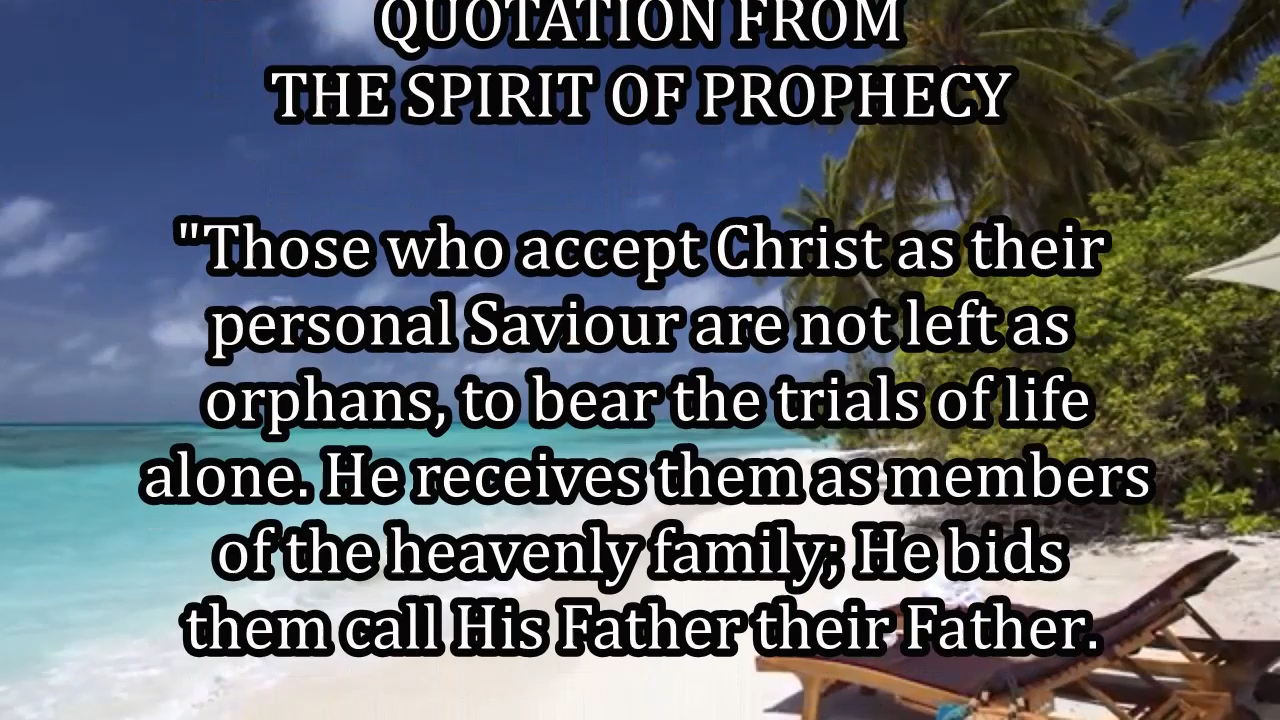 QUOTATION FROM
THE SPIRIT OF PROPHECY
"Those who accept Christ as their
personal Saviour are not left as
orphans, to bear the trials of life
alone. He receives them as members
of the heavenly family; He bids
them call His Father their Father.